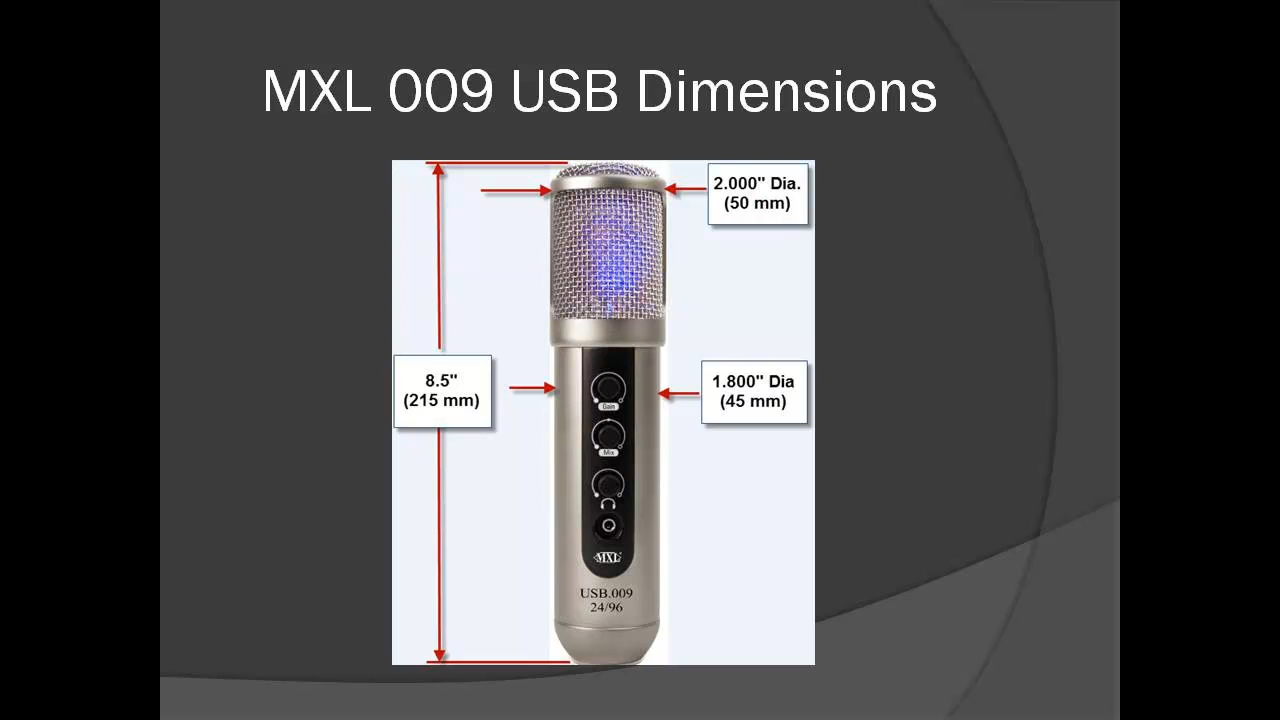 MXL 009 USB Dimensions
2.000" Dia.
(50 mm)
8.5"
(215 mm)
1.800" Dia
(45 mm)
Gain
Mix
MXL
USB.009
24/96